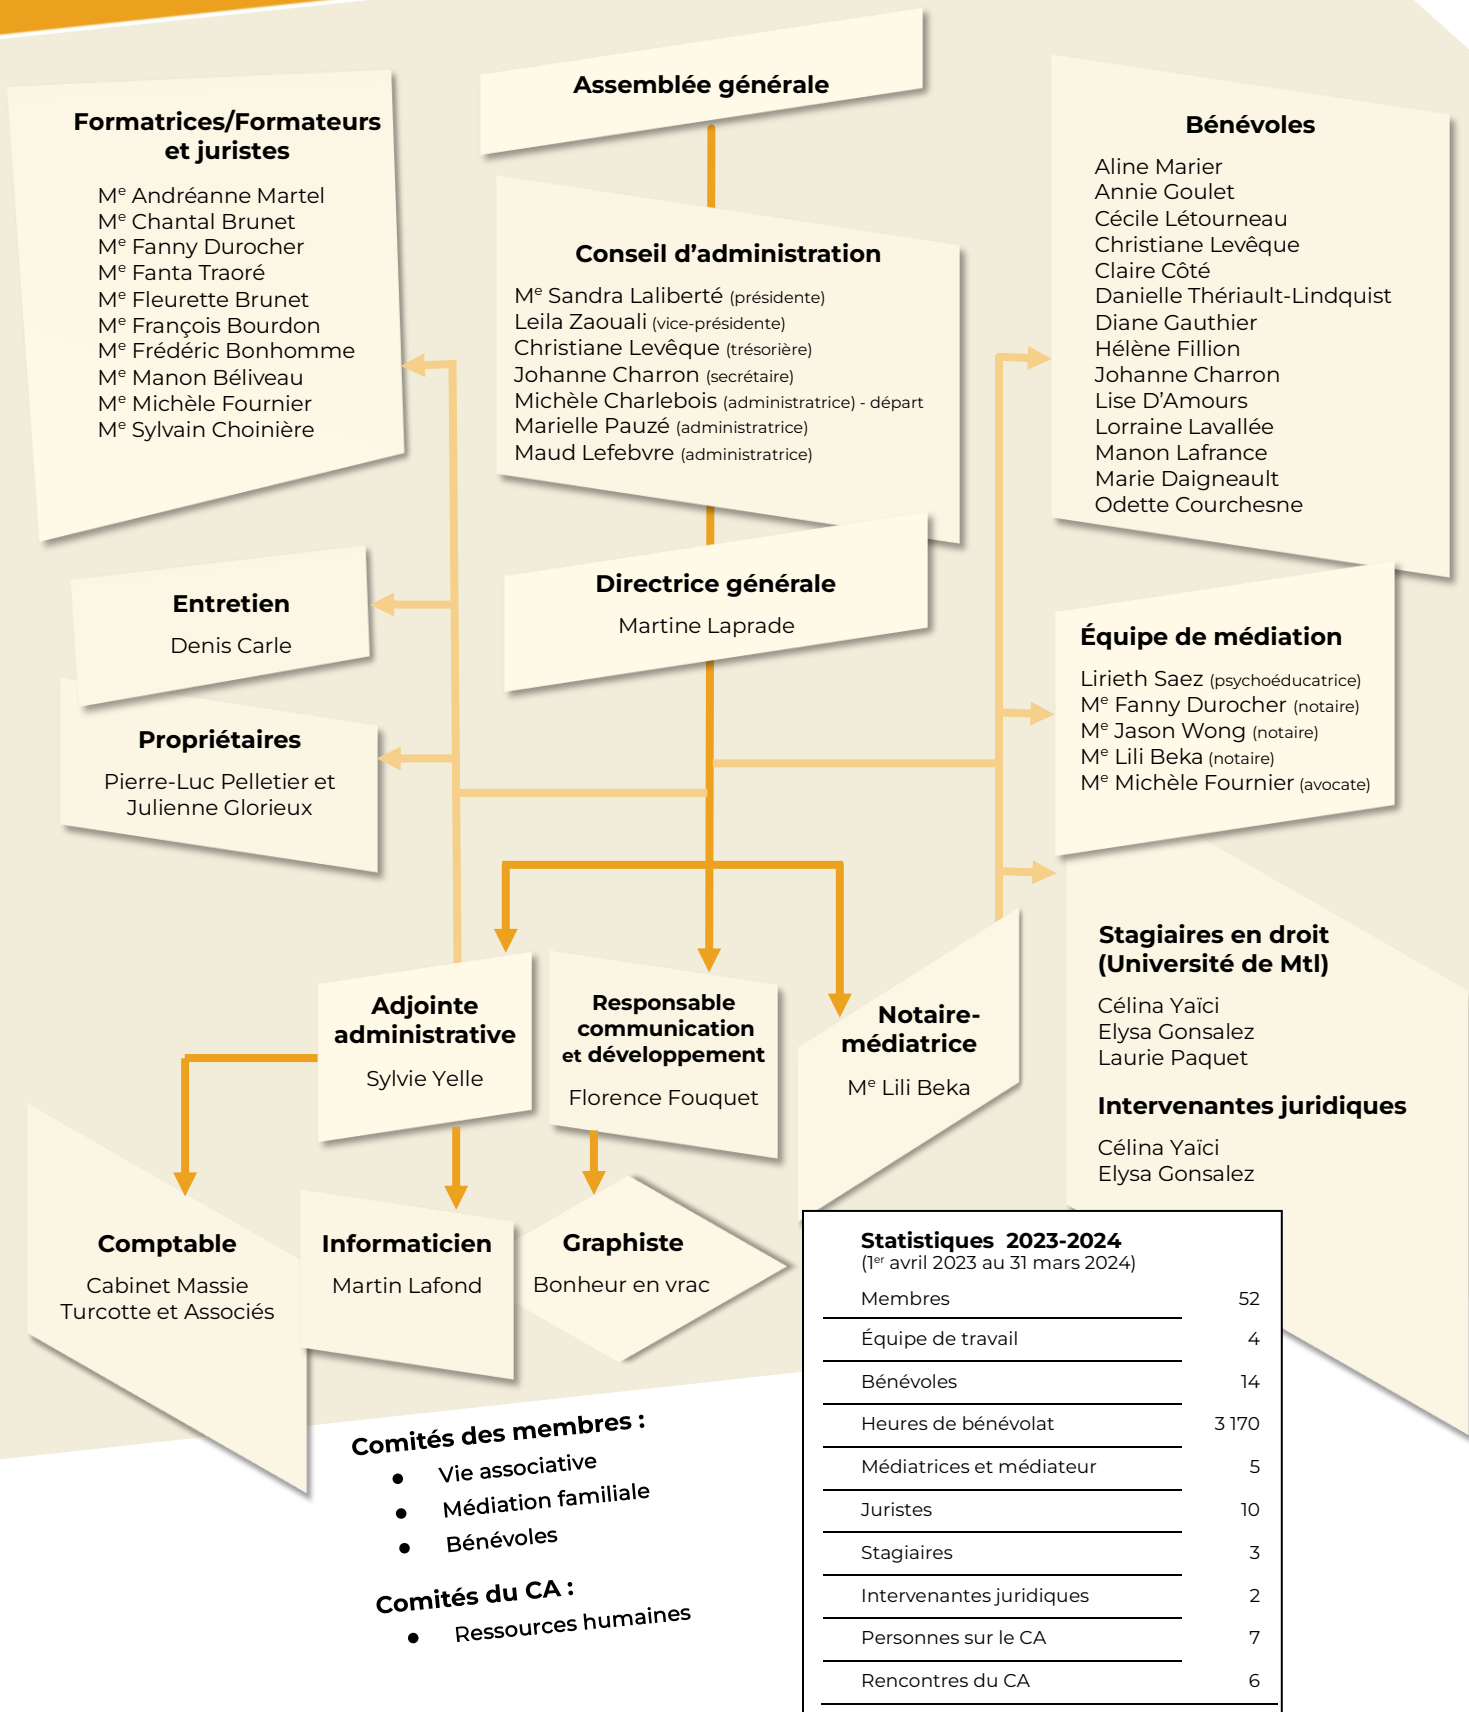 Assemblée générale
Formatrices/Formateurs
et juristes
Mᵉ Andréanne Martel
Mᵉ Chantal Brunet
Mᵉ Fanny Durocher
Mᵉ Fanta Traoré
Mᵉ Fleurette Brunet
Mᵉ François Bourdon
Mᵉ Frédéric Bonhomme
Mᵉ Manon Béliveau
Mᵉ Michèle Fournier
Mᵉ Sylvain Choinière
Conseil d’administration
Mᵉ Sandra Laliberté (présidente)
Leila Zaouali (vice-présidente)
Christiane Levêque (trésorière)
Johanne Charron (secrétaire)
Michèle Charlebois (administratrice) - départ
Marielle Pauzé (administratrice)
Maud Lefebvre (administratrice)
Bénévoles
Aline Marier
Annie Goulet
Cécile Létourneau
Christiane Levêque
Claire Côté
Danielle Thériault-Lindquist
Diane Gauthier
Hélène Fillion
Johanne Charron
Lise D’Amours
Lorraine Lavallée
Manon Lafrance
Marie Daigneault
Odette Courchesne
Entretien
Denis Carle
Directrice générale
Martine Laprade
Équipe de médiation
Lirieth Saez (psychoéducatrice)
Mᵉ Fanny Durocher (notaire)
Mᵉ Jason Wong (notaire)
Mᵉ Lili Beka (notaire)
Mᵉ Michèle Fournier (avocate)
Propriétaires
Pierre-Luc Pelletier et
Julienne Glorieux
Stagiaires en droit
(Université de Mtl)
Célina Yaïci
Elysa Gonsalez
Laurie Paquet
Intervenantes juridiques
Célina Yaïci
Elysa Gonsalez
Adjointe
administrative
Sylvie Yelle
Responsable
communication
et développement
Florence Fouquet
Notaire-
médiatrice
Mᵉ Lili Beka
Comptable
Cabinet Massie
Turcotte et Associés
Informaticien
Martin Lafond
Graphiste
Bonheur en vrac
Comités des membres :
● Vie associative
● Médiation familiale
● Bénévoles
Comités du CA :
● Ressources humaines
Statistiques 2023-2024
(1ᵉʳ avril 2023 au 31 mars 2024)
Membres 52
Équipe de travail 4
Bénévoles 14
Heures de bénévolat 3 170
Médiatrices et médiateur 5
Juristes 10
Stagiaires 3
Intervenantes juridiques 2
Personnes sur le CA 7
Rencontres du CA 6